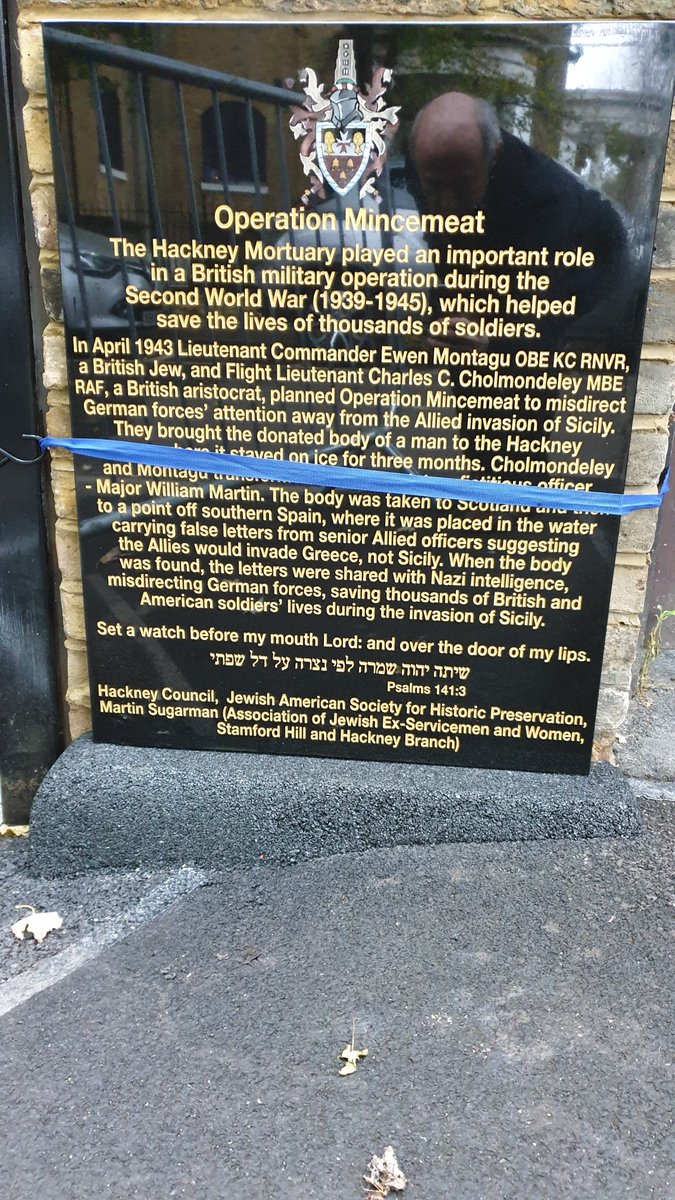 Operation Mincemeat
The Hackney Mortuary played an important role
in a British military operation during the
Second World War (1939-1945), which helped
save the lives of thousands of soldiers.
In April 1943 Lieutenant Commander Ewen Montagu OBE KC RNVR,
a British Jew, and Flight Lieutenant Charles C. Cholmondeley MBE
RAF, a British aristocrat, planned Operation Mincemeat to misdirect
German forces' attention away from the Allied invasion of Sicily.
They brought the donated body of a man to the Hackney
it stayed on ice for three months. Cholmondeley
and Montagu fictitious officer
- Major William Martin. The body was taken to Scotland and then
to a point off southern Spain, where it was placed in the water
carrying false letters from senior Allied officers suggesting
the Allies would invade Greece, not Sicily. When the body
was found, the letters were shared with Nazi intelligence,
misdirecting German forces, saving thousands of British and
American soldiers' lives during the invasion of Sicily.
Set a watch before my mouth Lord: and over the door of my lips.
שיתה יהוה שמרה לפי נצרה על דל שפתי
Psalms 141:3
Hackney Council, Jewish American Society for Historic Preservation,
Martin Sugarman (Association of Jewish Ex-Servicemen and Women,
Stamford Hill and Hackney Branch)